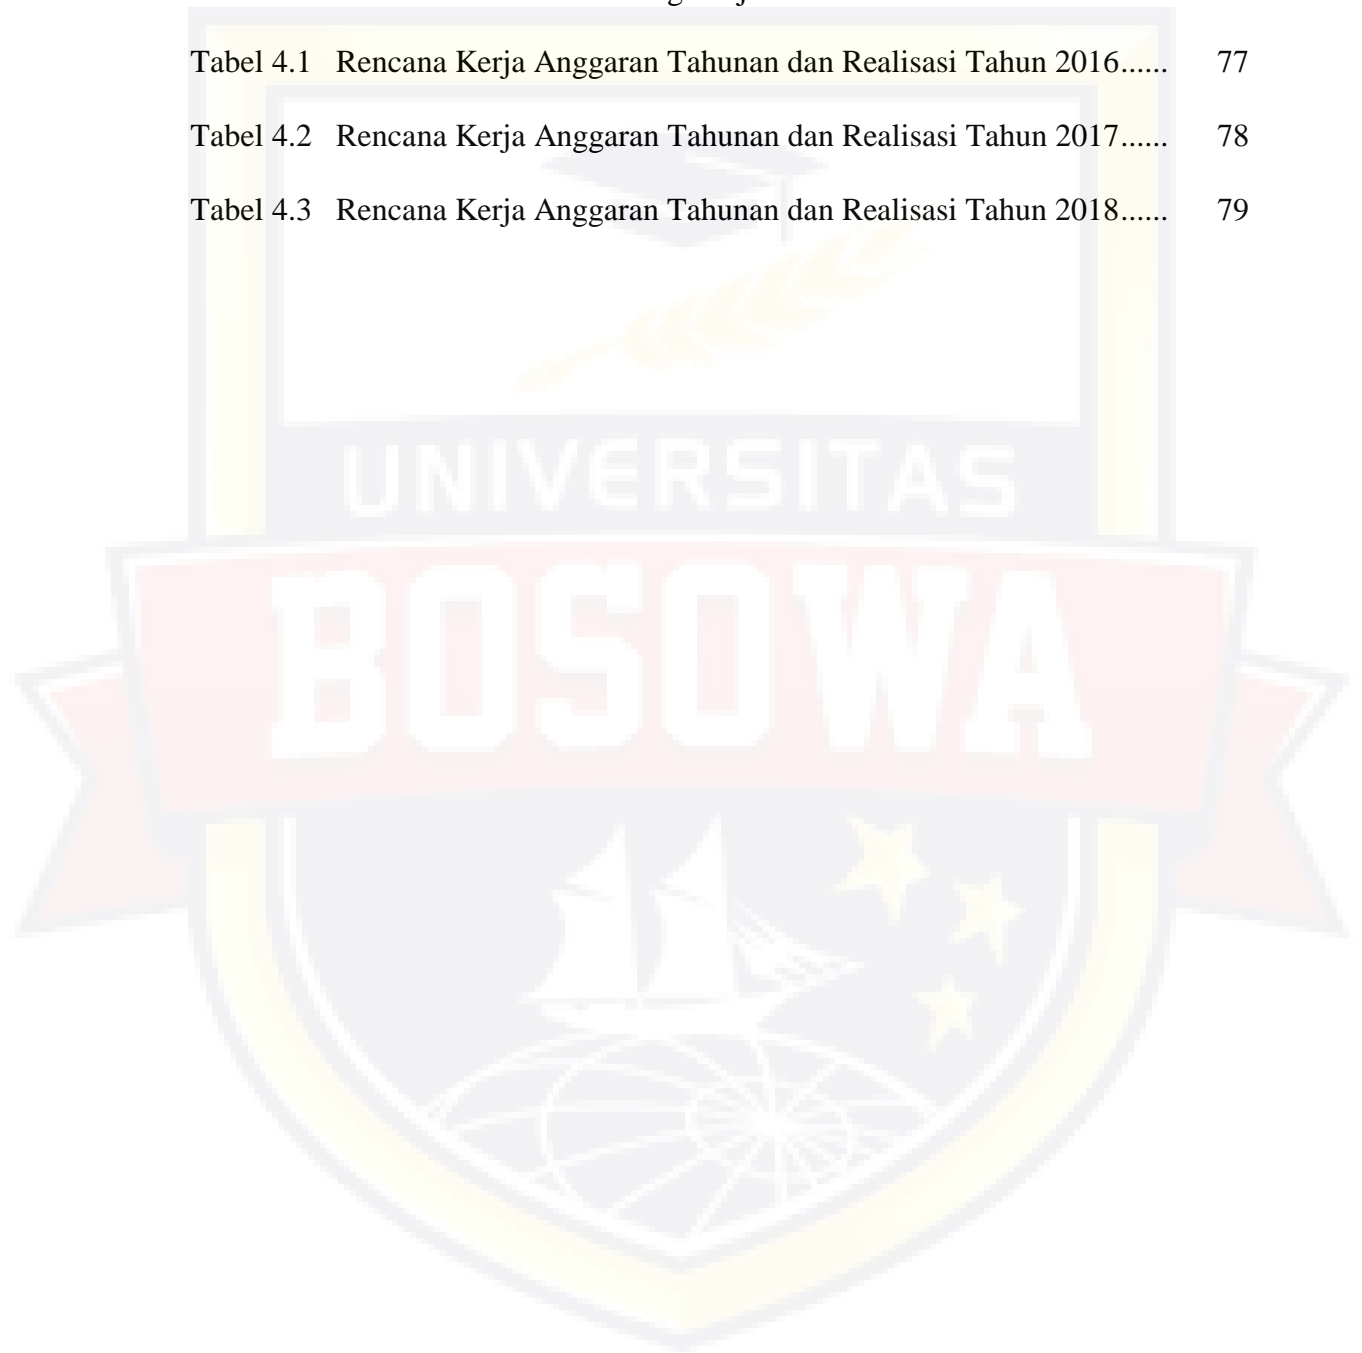 Tabel 4.1 Rencana Kerja Anggaran Tahunan dan Realisasi Tahun 2016...... 77
Tabel 4.2 Rencana Kerja Anggaran Tahunan dan Realisasi Tahun 2017...... 78
Tabel 4.3 Rencana Kerja Anggaran Tahunan dan Realisasi Tahun 2018...... 79
UNIVERSITAS
BOSOWA